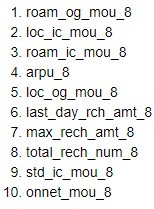 1. roam_og_mou_8
2. loc_ic_mou_8
3. roam_ic_mou_8
4. arpu_8
5. loc_og_mou_8
6. last_day_rch_amt_8
7. max_rech_amt_8
8. total_rech_num_8
9. std_ic_mou_8
10. onnet_mou_8